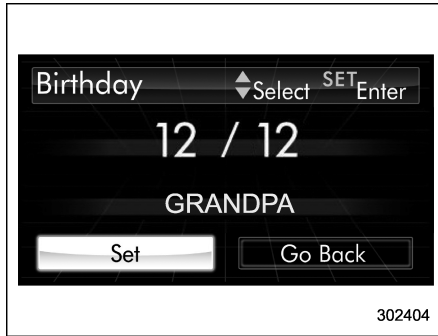 Birthday Select SET Enter
12 / 12
GRANDPA
Set Go Back
302404